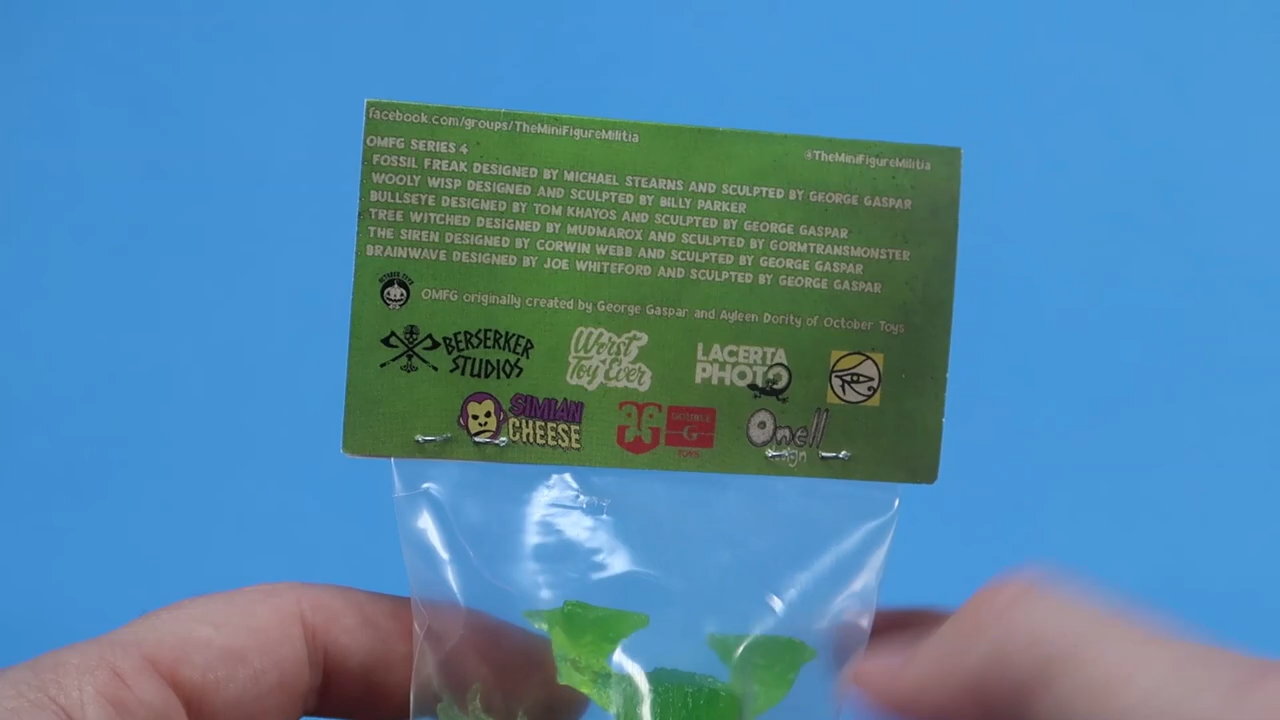 facebook.com/groups/TheMiniFigureMilitia
@TheMiniFigureMilitia
OMFG SERIES 4
FOSSIL FREAK DESIGNED BY MICHAEL STEARNS AND SCULPTED BY GEORGE GASPAR
WOOLY WISP DESIGNED AND SCULPTED BY BILLY PARKER
BULLSEYE DESIGNED BY TOM KHAYOS AND SCULPTED BY GEORGE GASPAR
TREE WITCHED DESIGNED BY MUDMAROX AND SCULPTED BY GORMTRANSMONSTER
THE SIREN DESIGNED BY CORWIN WEBB AND SCULPTED BY GEORGE GASPAR
BRAINWAVE DESIGNED BY JOE WHITEFORD AND SCULPTED BY GEORGE GASPAR
OCTOBER TOYS
OMFG originally created by George Gaspar and Ayleen Dority of October Toys
BERSERKER
STUDIOS
Worst
Toy Ever
LACERTA
PHOTO
SIMIAN
CHEESE
DOUBLE
G
TOYS
Onell